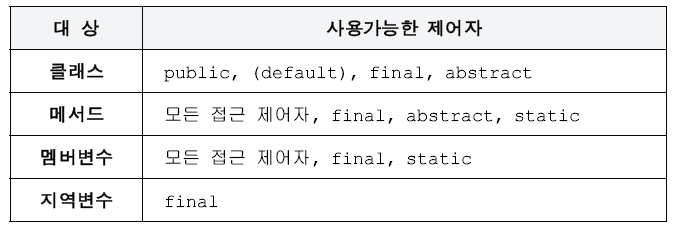 대 상 사용가능한 제어자
클래스 public, (default), final, abstract
메서드 모든 접근 제어자, final, abstract, static
멤버변수 모든 접근 제어자, final, static
지역변수 final